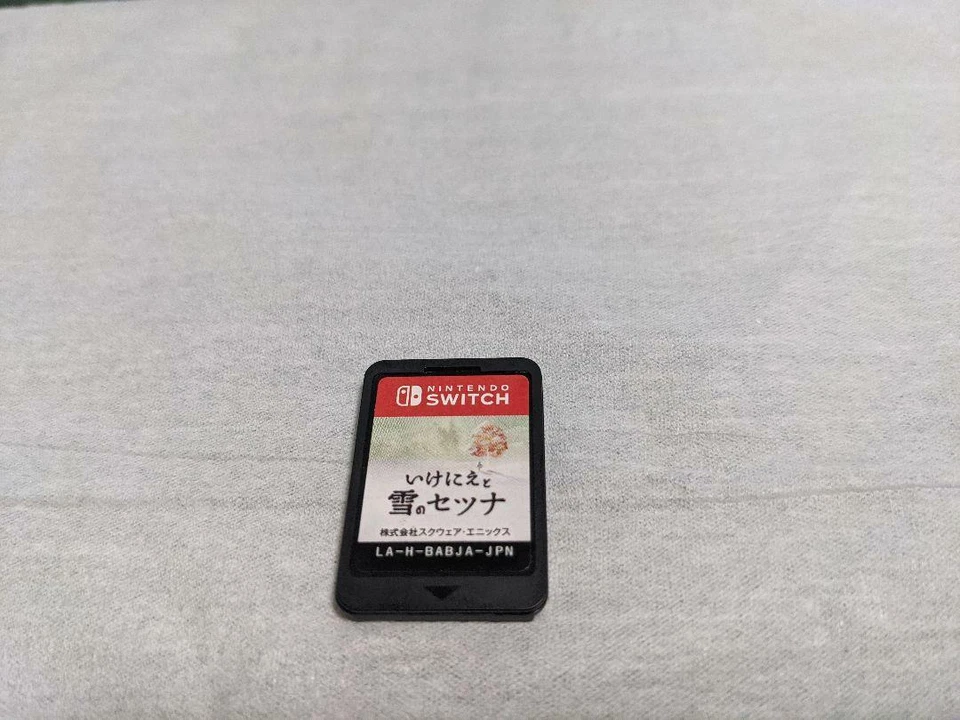 NINTENDO
SWITCH
いけにえと
雪のセツナ
株式会社スクウェア・エニックス
LA-H-BABJA-JPN